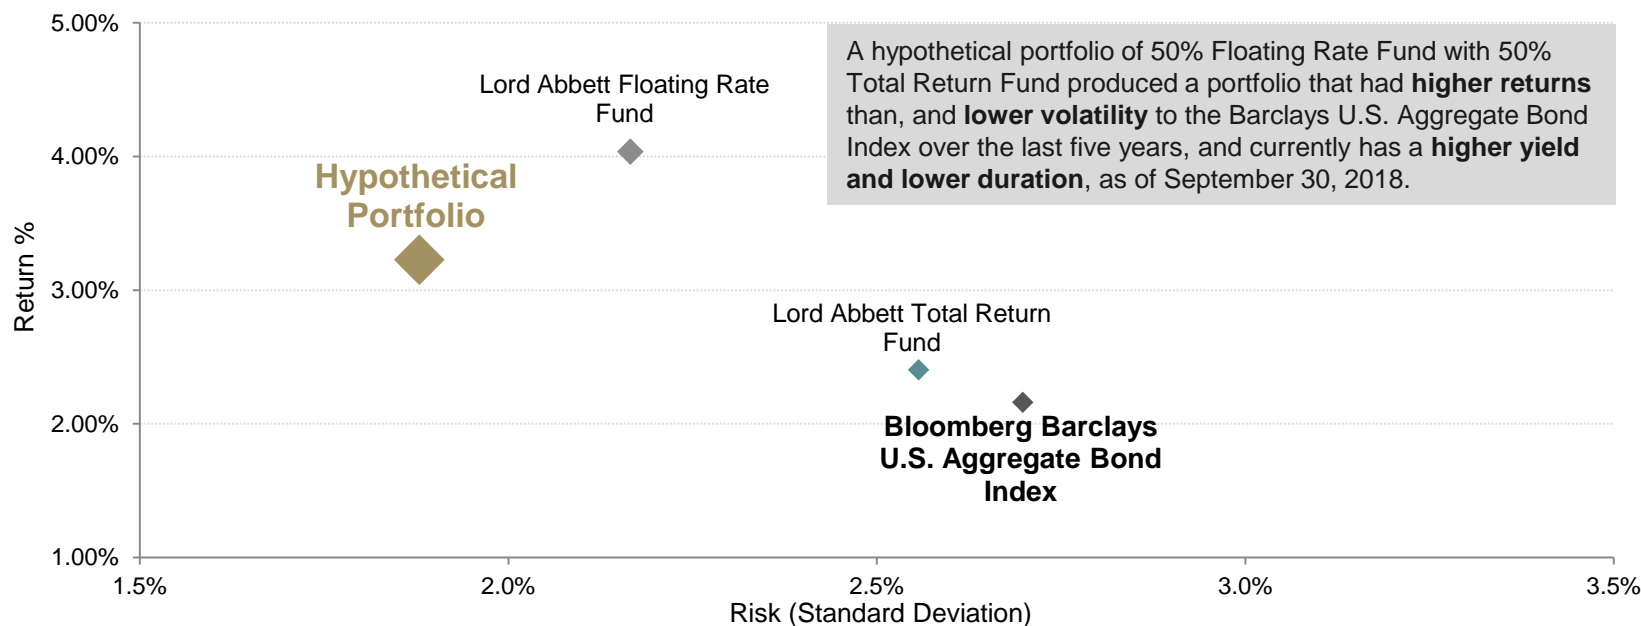 5.00%
4.00%
3.00%
2.00%
1.00%
Return %
Lord Abbett Floating Rate
Fund
Hypothetical
Portfolio
A hypothetical portfolio of 50% Floating Rate Fund with 50%
Total Return Fund produced a portfolio that had higher returns
than, and lower volatility to the Barclays U.S. Aggregate Bond
Index over the last five years, and currently has a higher yield
and lower duration, as of September 30, 2018.
Lord Abbett Total Return
Fund
Bloomberg Barclays
U.S. Aggregate Bond
Index
1.5%
2.0%
2.5%
3.0%
3.5%
Risk (Standard Deviation)